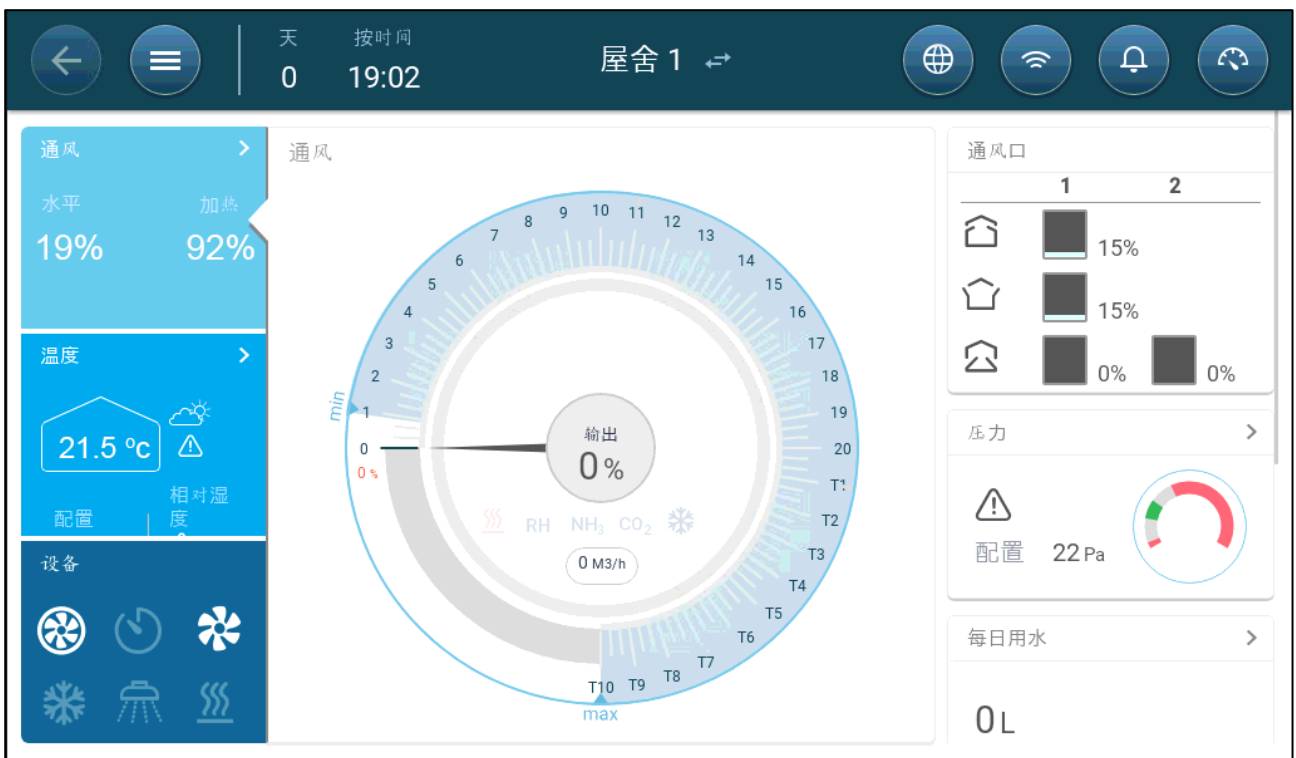 天 按时间
0 19:02
屋舍 1
通风
水平 加热
19% 92%
温度
21.5 ºc
配置
相对湿
度
设备
通风
0
1
2
3
4
5
6
7
8
9
10
11
12
13
14
15
16
17
18
19
20
T1
T2
T3
T4
T5
T6
T7
T8
T9
T10
min
max
0 %
输出
0 %
RH NH₃ CO₂
0 M3/h
通风口
1 2
15%
15%
0% 0%
压力
配置 22 Pa
每日用水
0 L